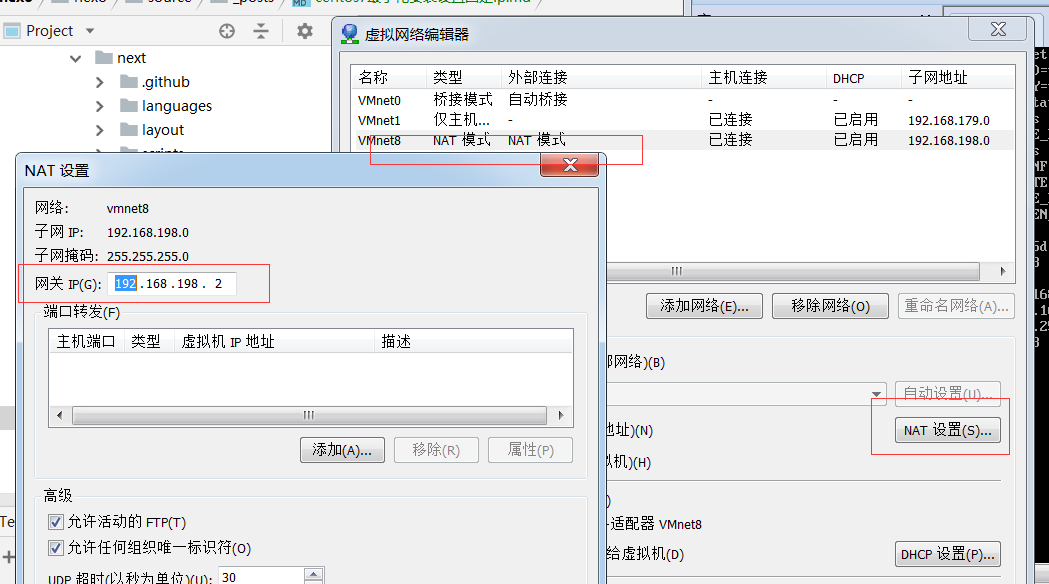 Project
next
.github
languages
layout
虚拟网络编辑器
名称 类型 外部连接 主机连接 DHCP 子网地址
VMnet0 桥接模式 自动桥接 - - -
VMnet1 仅主机... - 已连接 已启用 192.168.179.0
VMnet8 NAT 模式 NAT 模式 已连接 已启用 192.168.198.0
添加网络(E)... 移除网络(O) 重命名网络(A)...
部网络)(B)
自动设置(U)...
地址)(N)
NAT 设置(S)...
拟机)(H)
适配器 VMnet8
给虚拟机(D)
DHCP 设置(P)...
NAT 设置
网络: vmnet8
子网 IP: 192.168.198.0
子网掩码: 255.255.255.0
网关 IP(G): 192 . 168 . 198 . 2
端口转发(F)
主机端口 类型 虚拟机 IP 地址 描述
添加(A)... 移除(R) 属性(P)
高级
允许活动的 FTP(T)
允许任何组织唯一标识符(O)
UDP 超时(以秒为单位)(U): 30